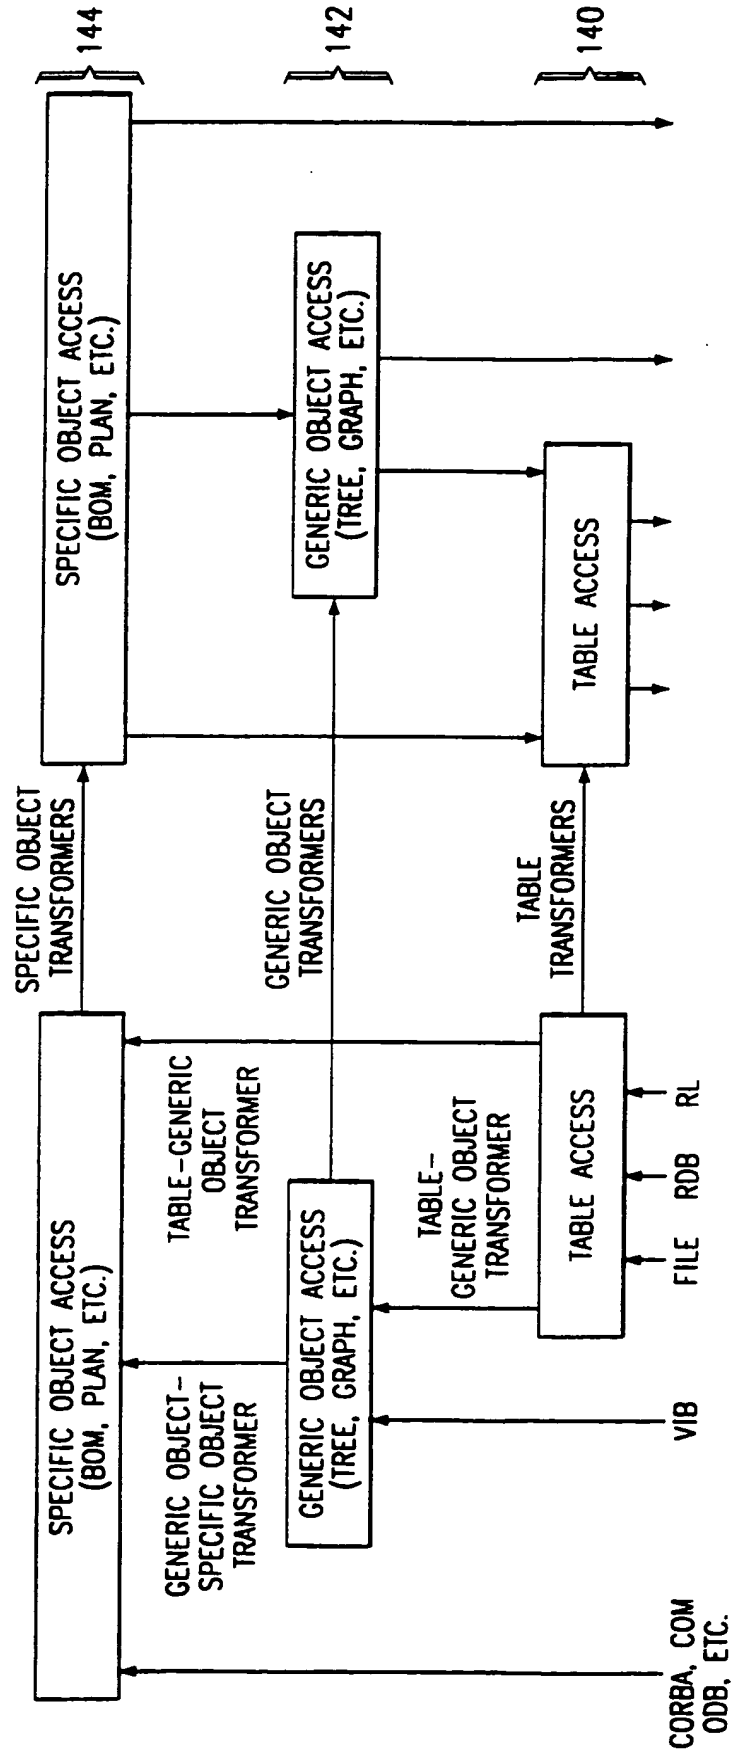 SPECIFIC OBJECT ACCESS
(BOM, PLAN, ETC.)
SPECIFIC OBJECT
TRANSFORMERS
SPECIFIC OBJECT ACCESS
(BOM, PLAN, ETC.)
144
GENERIC OBJECT-
SPECIFIC OBJECT
TRANSFORMER
TABLE-GENERIC
OBJECT
TRANSFORMER
GENERIC OBJECT ACCESS
(TREE, GRAPH, ETC.)
GENERIC OBJECT
TRANSFORMERS
GENERIC OBJECT ACCESS
(TREE, GRAPH, ETC.)
142
TABLE-
GENERIC OBJECT
TRANSFORMER
TABLE ACCESS
TABLE
TRANSFORMERS
TABLE ACCESS
140
CORBA, COM
ODB, ETC.
VIB
FILE
RDB
RL